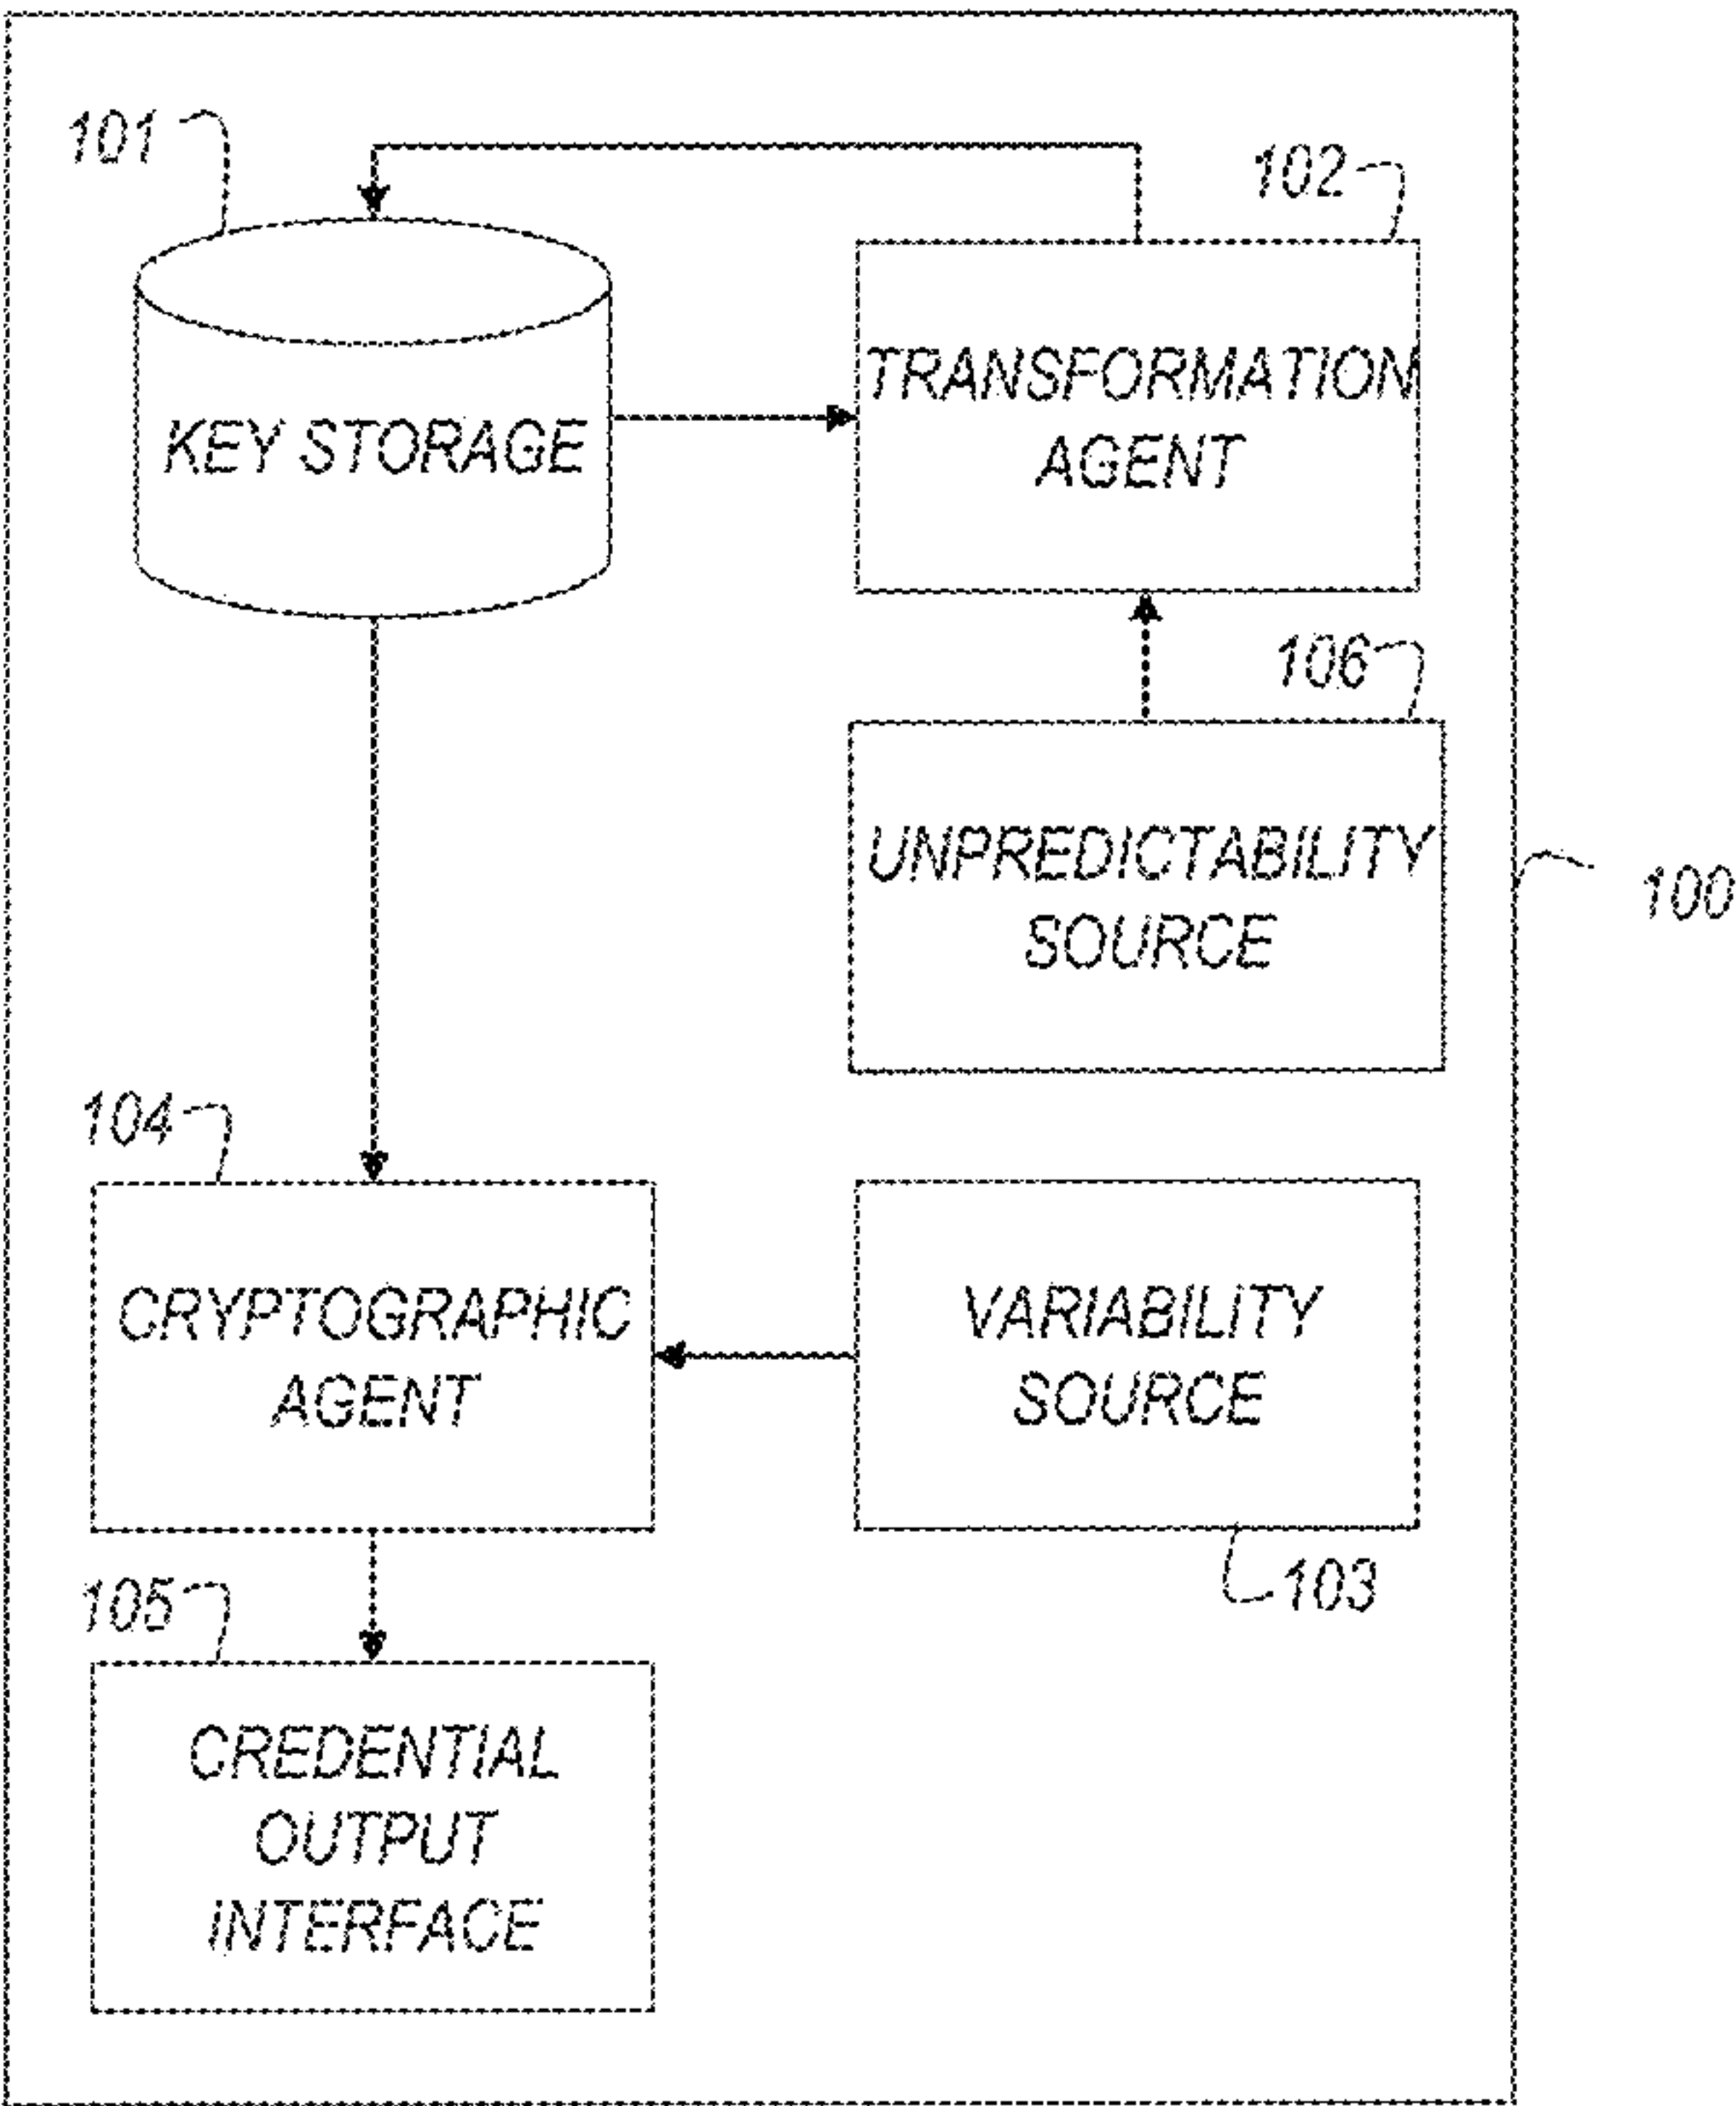 101
102
KEY STORAGE
TRANSFORMATION
AGENT
106
UNPREDICTABILITY
SOURCE
100
104
CRYPTOGRAPHIC
AGENT
VARIABILITY
SOURCE
103
105
CREDENTIAL
OUTPUT
INTERFACE